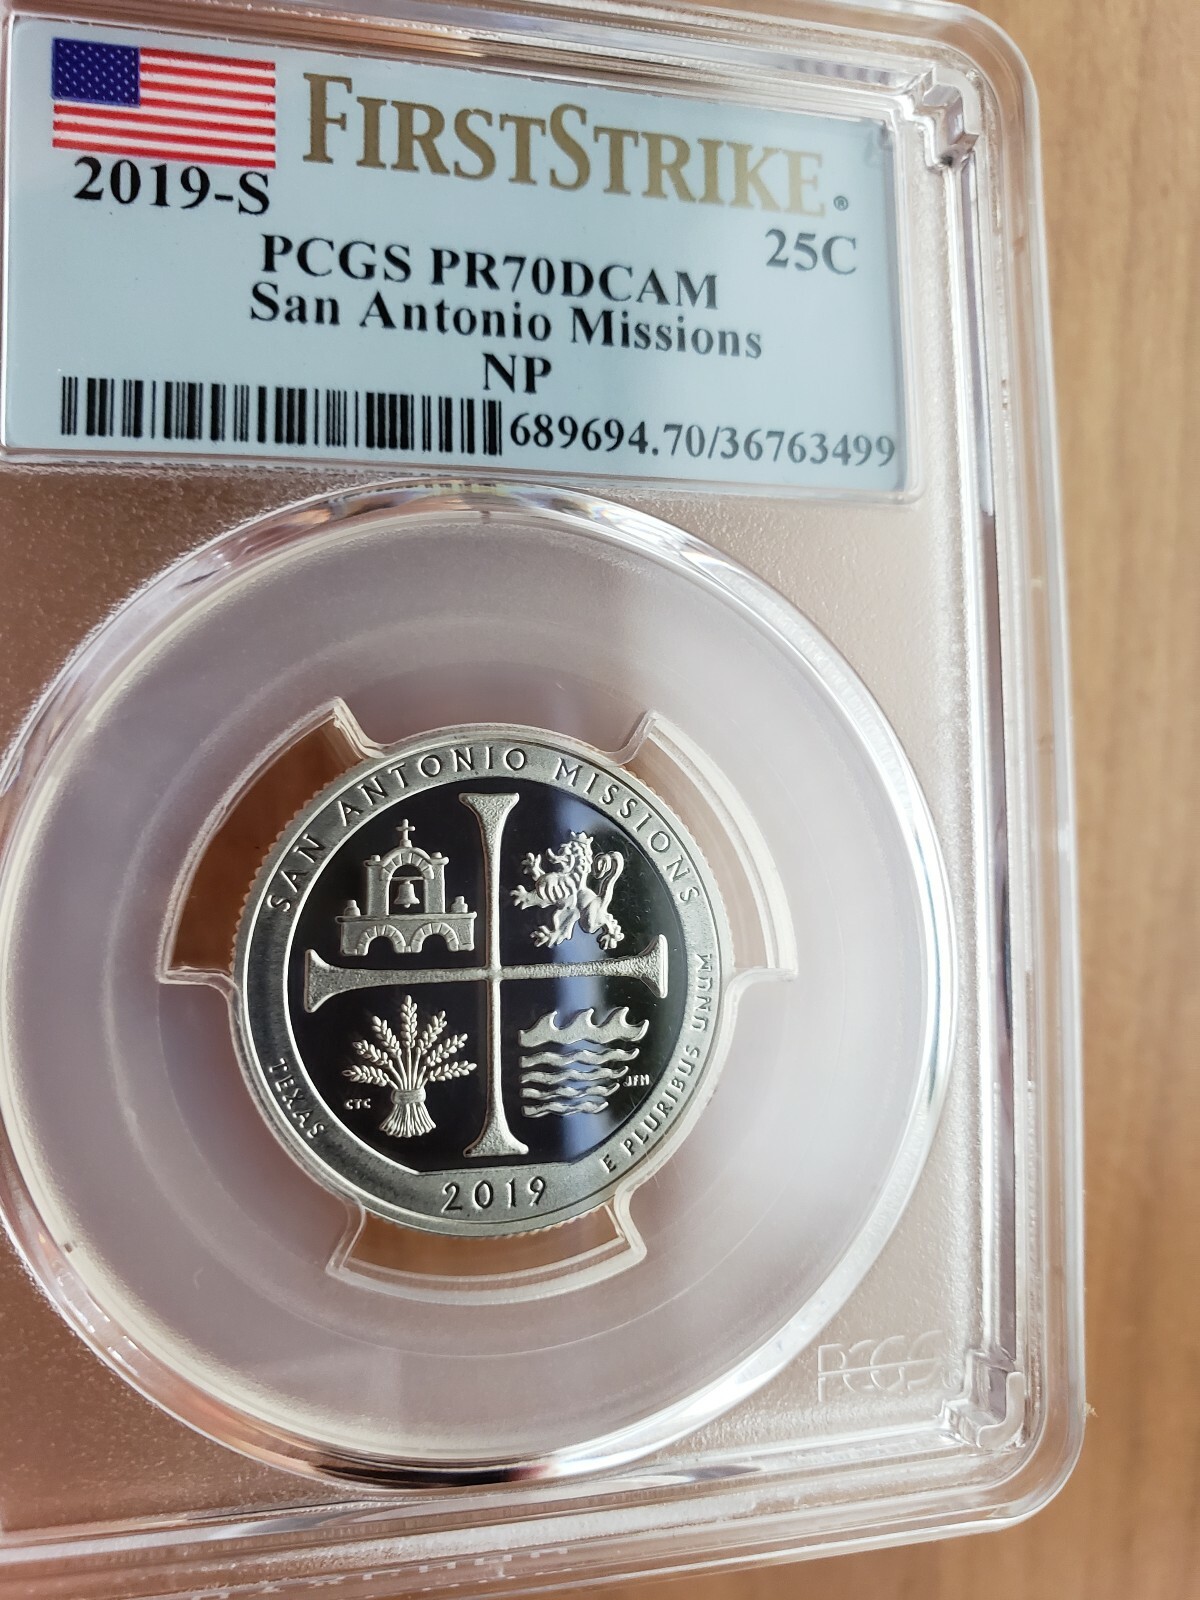 FIRSTSTRIKE®
2019-S
25C
PCGS PR70DCAM
San Antonio Missions
NP
689694.70/36763499
SAN ANTONIO MISSIONS
TEXAS
CTC
JFM
E PLURIBUS UNUM
2019
PCGS